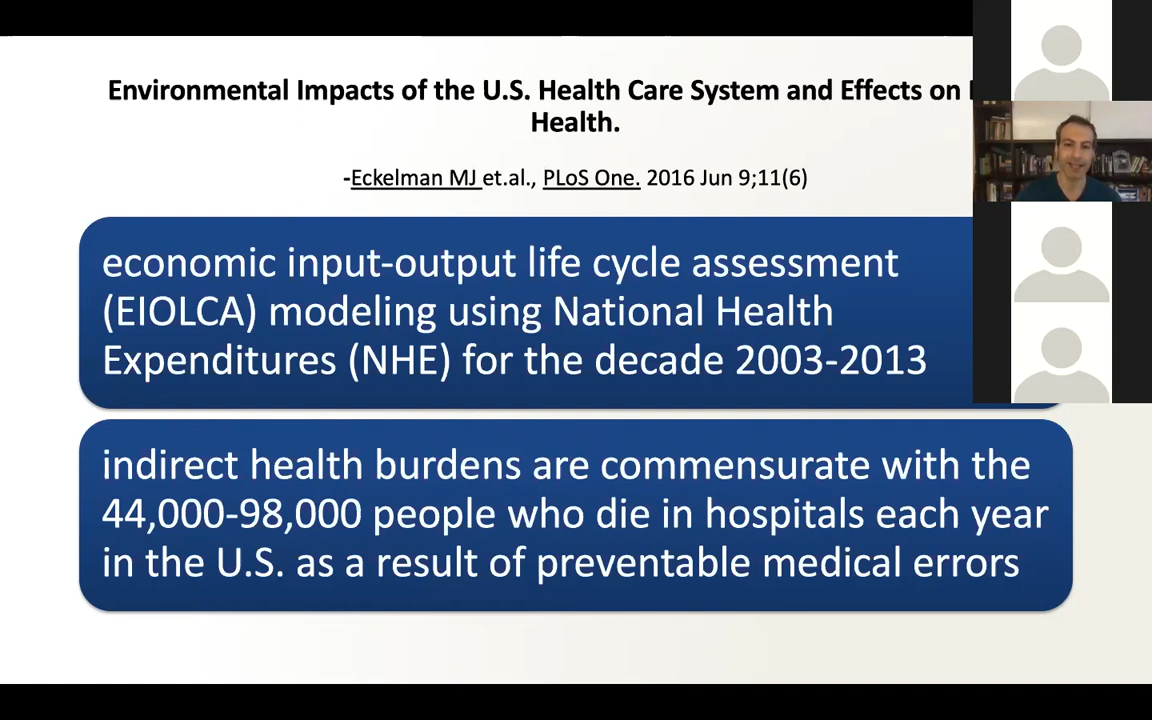 Environmental Impacts of the U.S. Health Care System and Effects on
Health.
-Eckelman MJ et.al., PLoS One. 2016 Jun 9;11(6)
economic input-output life cycle assessment
(EIOLCA) modeling using National Health
Expenditures (NHE) for the decade 2003-2013
indirect health burdens are commensurate with the
44,000-98,000 people who die in hospitals each year
in the U.S. as a result of preventable medical errors